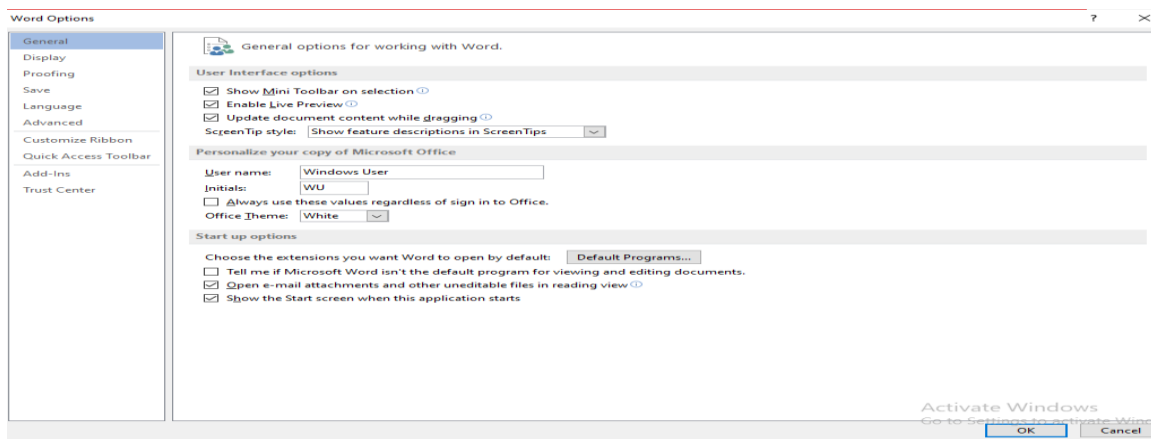 Word Options
?
General
Display
Proofing
Save
Language
Advanced
Customize Ribbon
Quick Access Toolbar
Add-Ins
Trust Center
General options for working with Word.
User Interface options
Show Mini Toolbar on selection
Enable Live Preview
Update document content while dragging
ScreenTip style: Show feature descriptions in ScreenTips
Personalize your copy of Microsoft Office
User name: Windows User
Initials: WU
Always use these values regardless of sign in to Office.
Office Theme: White
Start up options
Choose the extensions you want Word to open by default: Default Programs...
Tell me if Microsoft Word isn't the default program for viewing and editing documents.
Open e-mail attachments and other uneditable files in reading view
Show the Start screen when this application starts
Activate Windows
Go to Settings to activate Wind
OK Cancel